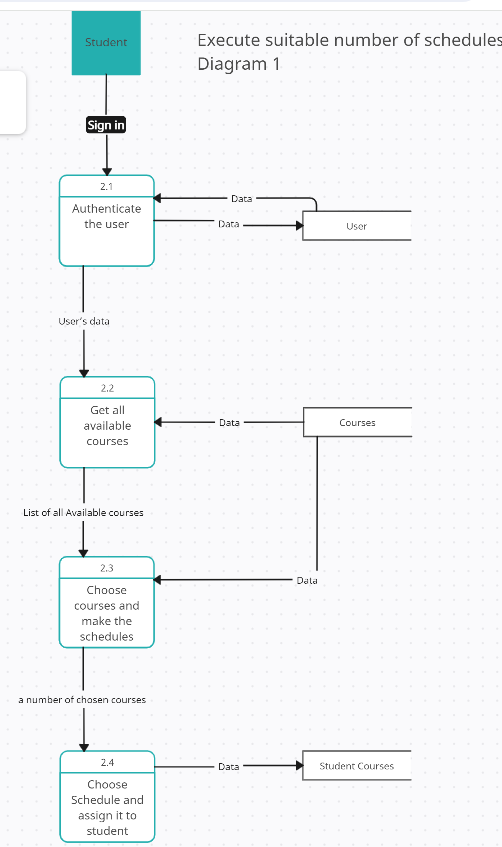 Student
Execute suitable number of schedules
Diagram 1
Sign in
2.1
Authenticate
the user
Data
Data
User
User's data
2.2
Get all
available
courses
Data
Courses
List of all Available courses
2.3
Choose
courses and
make the
schedules
Data
a number of chosen courses
2.4
Choose
Schedule and
assign it to
student
Data
Student Courses